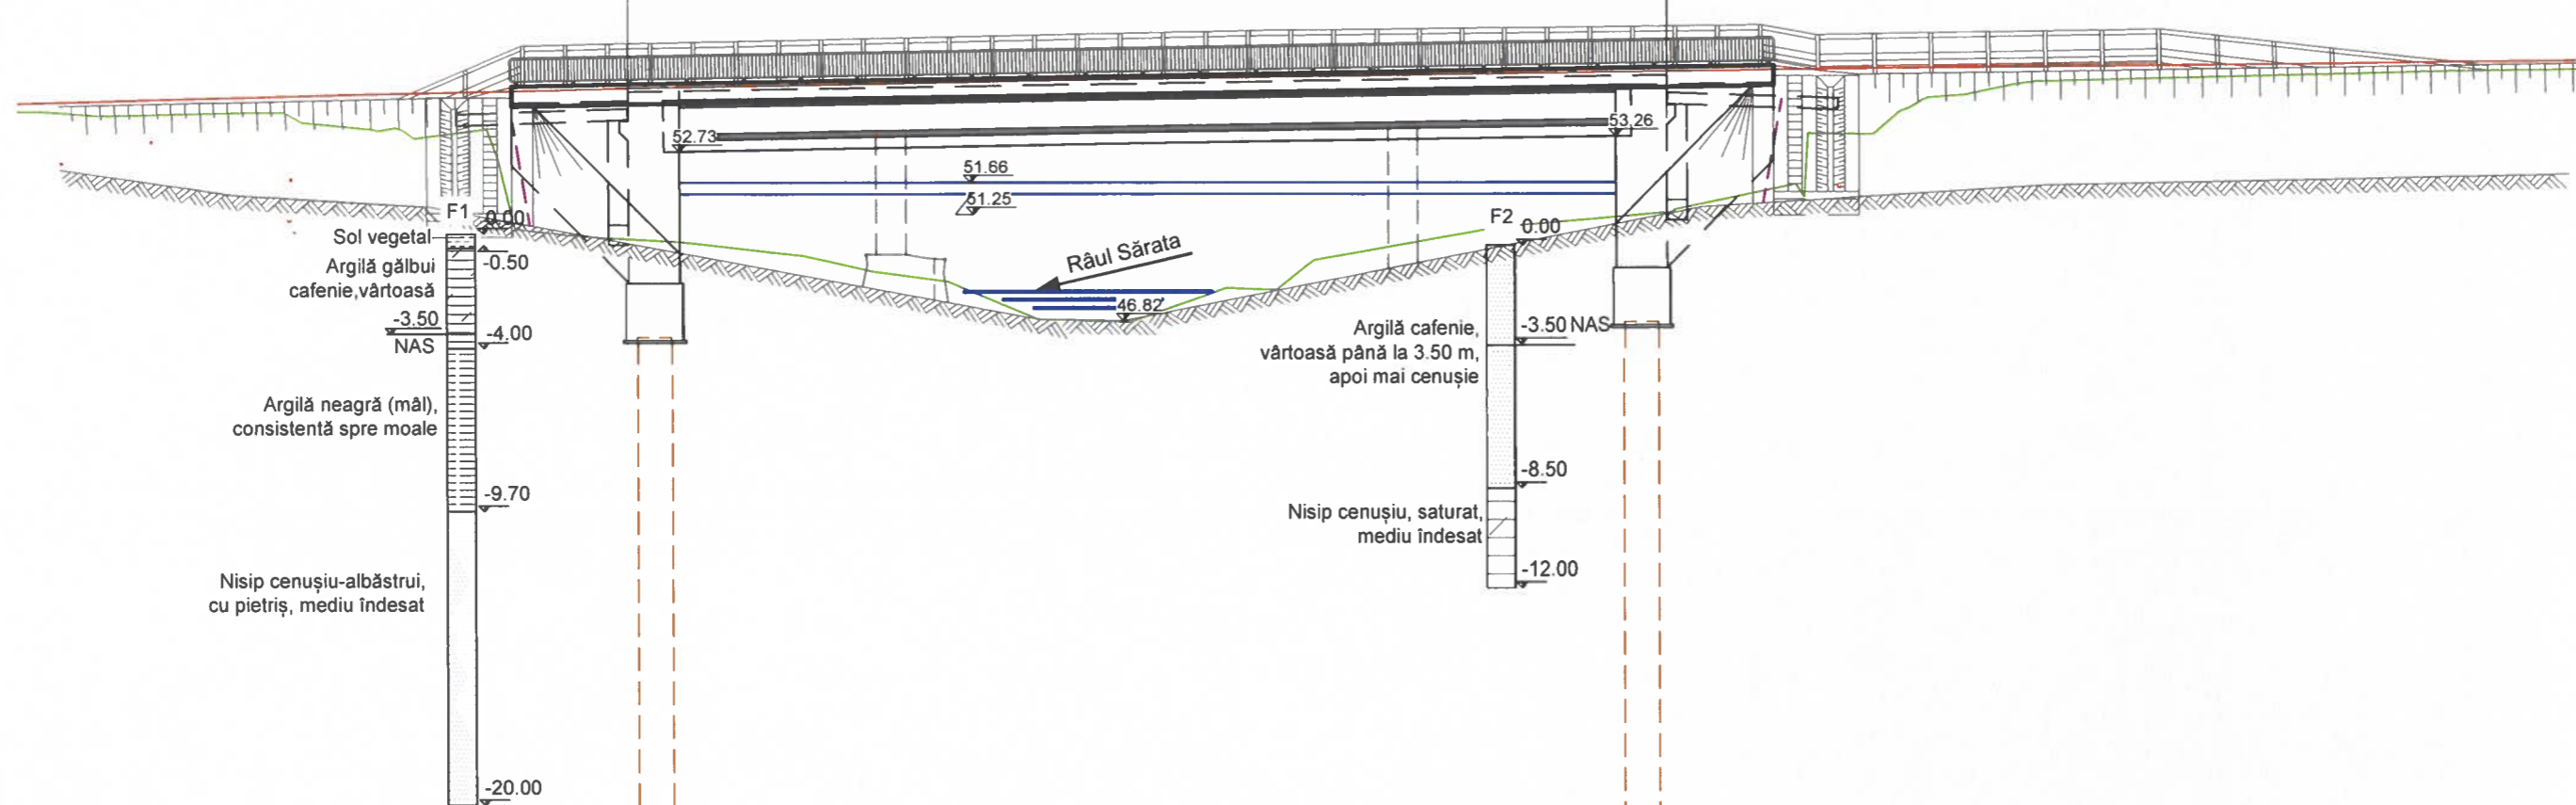 52.73
53,26
51.66
51.25
F1
0.00
F2
0.00
Sol vegetal
-0.50
Argilă gălbui
cafenie,vârtoasă
Râul Sărata
46.82
-3.50
NAS
-4.00
Argilă cafenie,
vârtoasă până la 3.50 m,
apoi mai cenușie
-3.50 NAS
Argilă neagră (mâl),
consistentă spre moale
-9.70
-8.50
Nisip cenușiu, saturat,
mediu îndesat
-12.00
Nisip cenușiu-albăstrui,
cu pietriș, mediu îndesat
-20.00